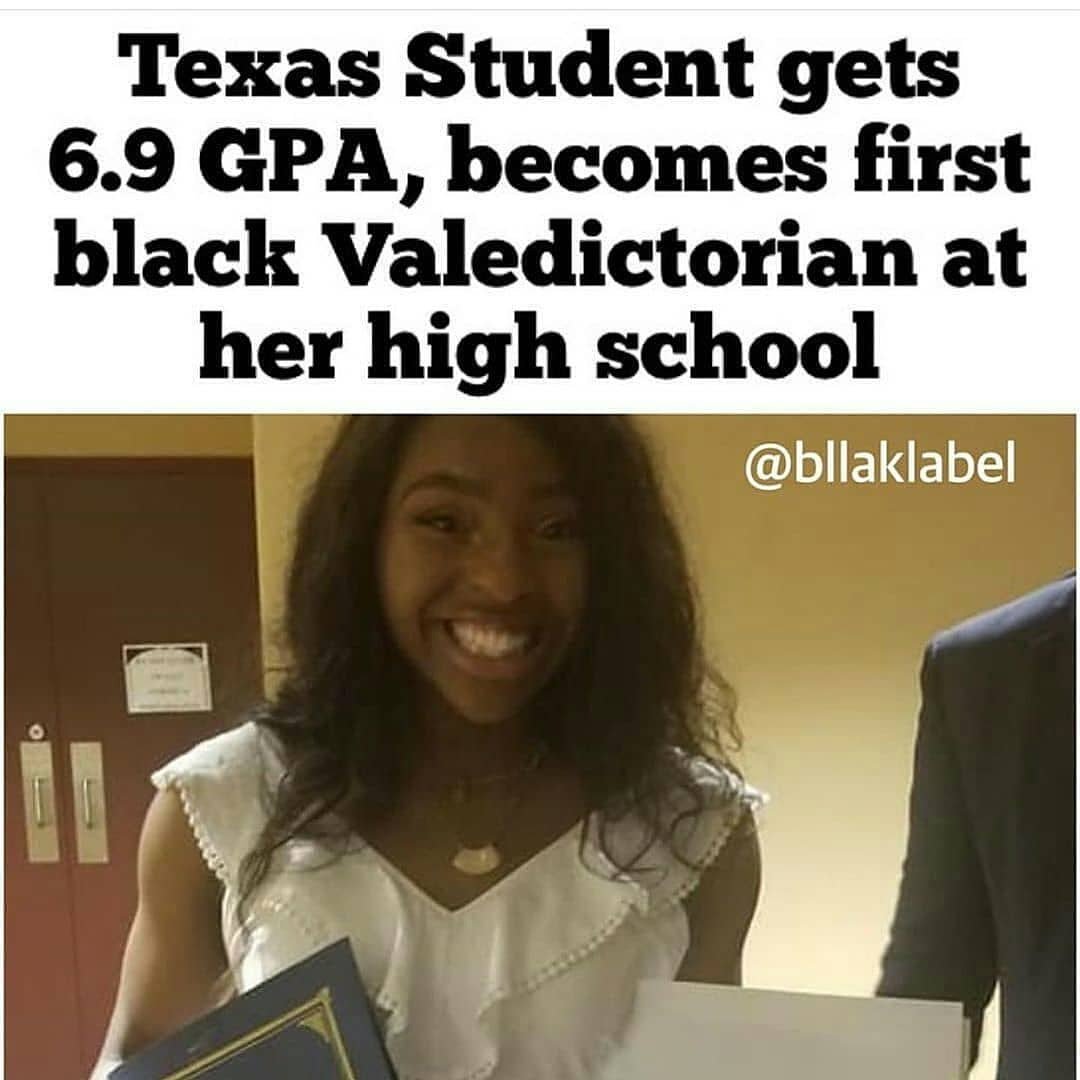 Texas Student gets
6.9 GPA, becomes first
black Valedictorian at
her high school
@bllaklabel